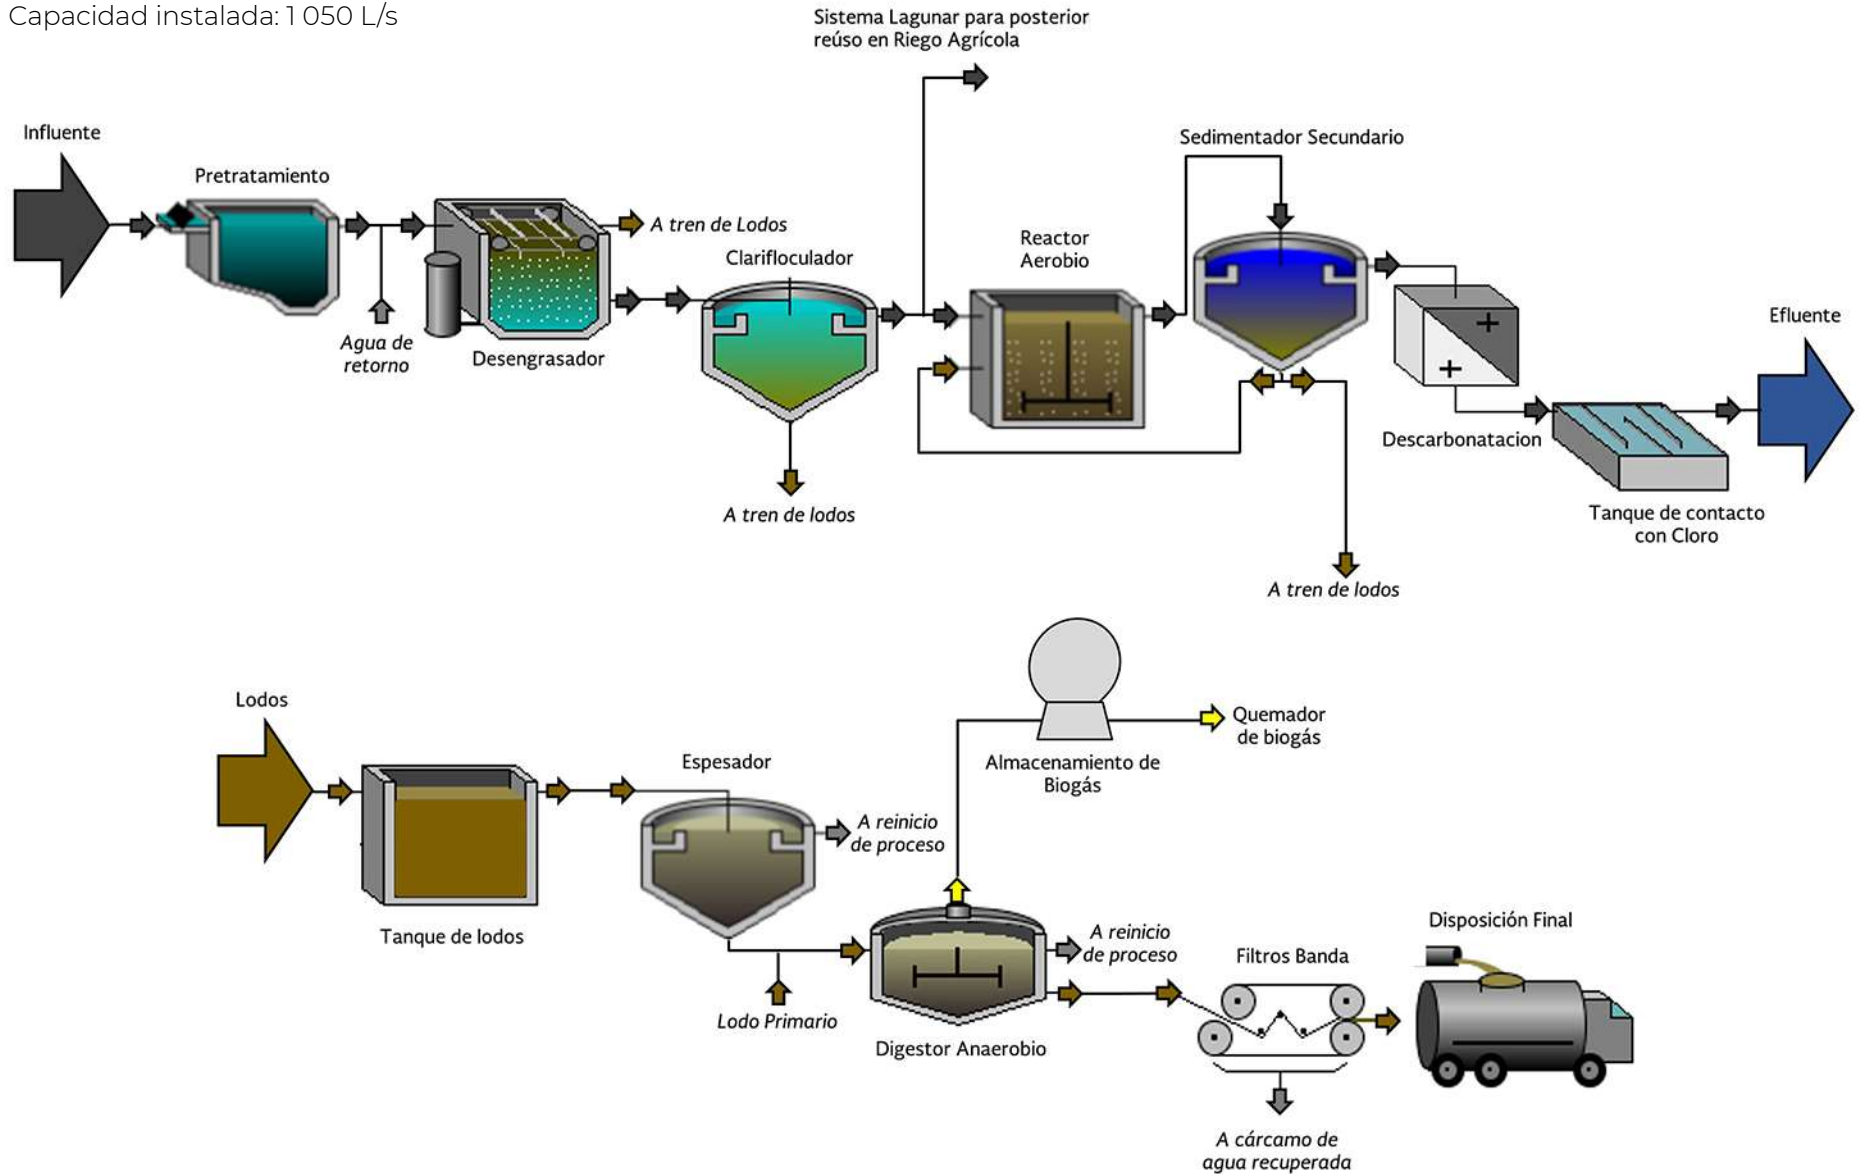 Capacidad instalada: 1 050 L/s
Sistema Lagunar para posterior
reúso en Riego Agrícola
Influente
Pretratamiento
Sedimentador Secundario
A tren de Lodos
Clarifloculador
Reactor
Aerobio
Agua de
retorno
Desengrasador
Efluente
Descarbonatacion
A tren de lodos
Tanque de contacto
con Cloro
A tren de lodos
Lodos
Quemador
de biogás
Espesador
Almacenamiento de
Biogás
A reinicio
de proceso
Tanque de lodos
A reinicio
de proceso
Disposición Final
Filtros Banda
Lodo Primario
Digestor Anaerobio
A cárcamo de
agua recuperada